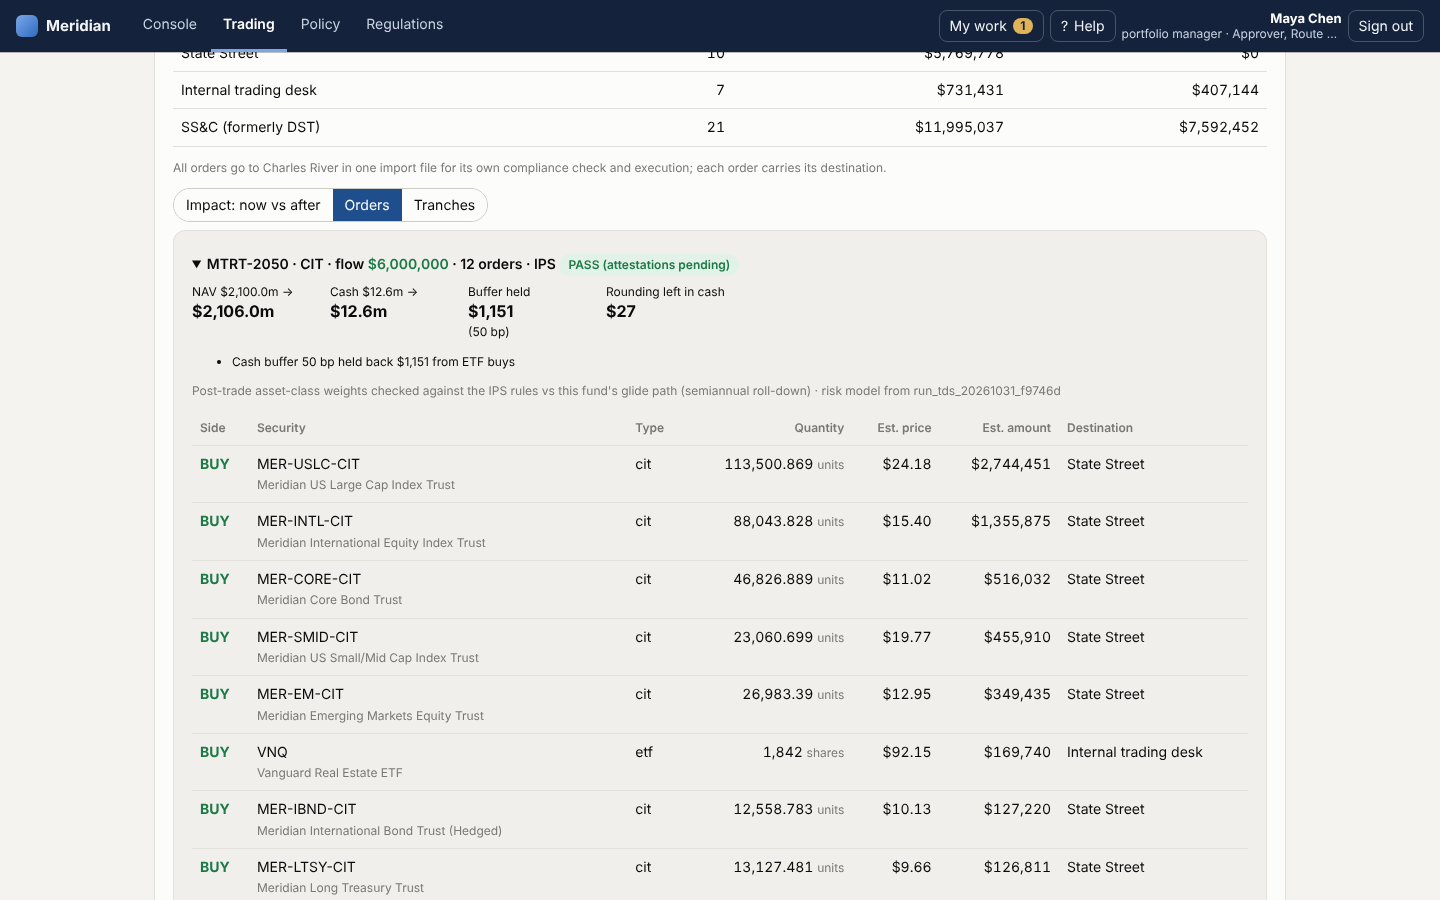 Meridian Console Trading Policy Regulations My work 1 ? Help Maya Chen Sign out
portfolio manager · Approver, Route ...
State Street 10 $5,769,778 $0
Internal trading desk 7 $731,431 $407,144
SS&C (formerly DST) 21 $11,995,037 $7,592,452
All orders go to Charles River in one import file for its own compliance check and execution; each order carries its destination.
Impact: now vs after Orders Tranches
▼ MTRT-2050 · CIT · flow $6,000,000 · 12 orders · IPS PASS (attestations pending)
NAV $2,100.0m → Cash $12.6m → Buffer held Rounding left in cash
$2,106.0m $12.6m $1,151 $27
(50 bp)
• Cash buffer 50 bp held back $1,151 from ETF buys
Post-trade asset-class weights checked against the IPS rules vs this fund's glide path (semiannual roll-down) · risk model from run_tds_20261031_f9746d
Side Security Type Quantity Est. price Est. amount Destination
BUY MER-USLC-CIT cit 113,500.869 units $24.18 $2,744,451 State Street
Meridian US Large Cap Index Trust
BUY MER-INTL-CIT cit 88,043.828 units $15.40 $1,355,875 State Street
Meridian International Equity Index Trust
BUY MER-CORE-CIT cit 46,826.889 units $11.02 $516,032 State Street
Meridian Core Bond Trust
BUY MER-SMID-CIT cit 23,060.699 units $19.77 $455,910 State Street
Meridian US Small/Mid Cap Index Trust
BUY MER-EM-CIT cit 26,983.39 units $12.95 $349,435 State Street
Meridian Emerging Markets Equity Trust
BUY VNQ etf 1,842 shares $92.15 $169,740 Internal trading desk
Vanguard Real Estate ETF
BUY MER-IBND-CIT cit 12,558.783 units $10.13 $127,220 State Street
Meridian International Bond Trust (Hedged)
BUY MER-LTSY-CIT cit 13,127.481 units $9.66 $126,811 State Street
Meridian Long Treasury Trust